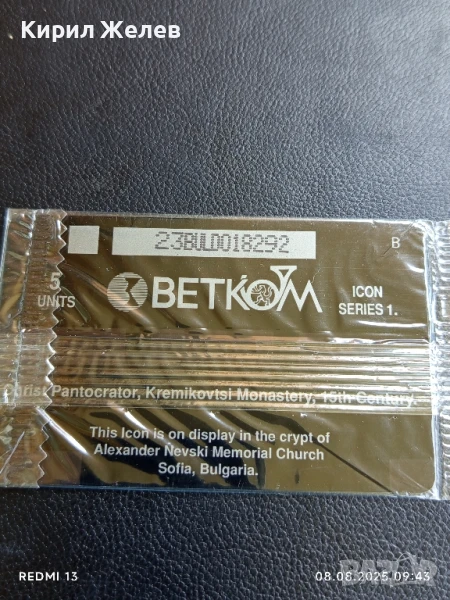 Кирил Желев
23BULD018292
B
5
UNITS
BETKOM
ICON
SERIES 1.
Christ Pantocrator, Kremikovtsi Monastery, 15th Century.
This Icon is on display in the crypt of
Alexander Nevski Memorial Church
Sofia, Bulgaria.
REDMI 13
08.08.2025 09:43